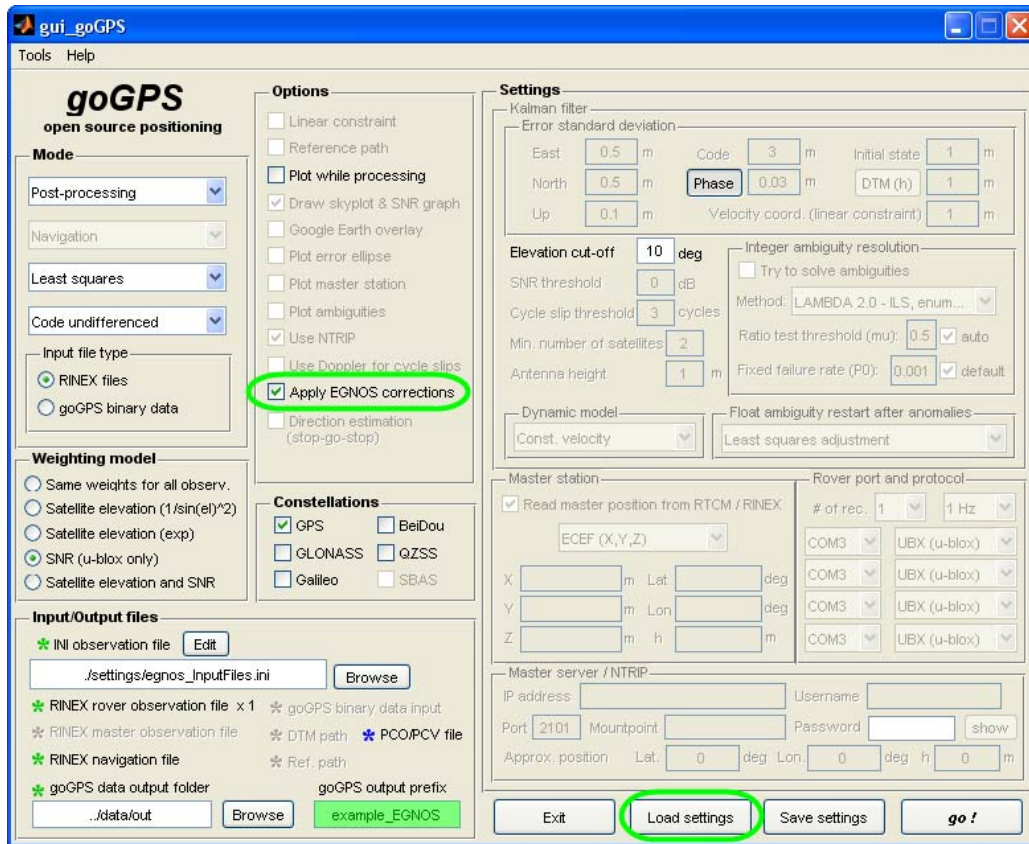 gui_goGPS
Tools Help
goGPS
open source positioning
Mode
Post-processing
Navigation
Least squares
Code undifferenced
Input file type
RINEX files
goGPS binary data
Weighting model
Same weights for all observ.
Satellite elevation (1/sin(el)^2)
Satellite elevation (exp)
SNR (u-blox only)
Satellite elevation and SNR
Options
Linear constraint
Reference path
Plot while processing
Draw skyplot & SNR graph
Google Earth overlay
Plot error ellipse
Plot master station
Plot ambiguities
Use NTRIP
Use Doppler for cycle slips
Apply EGNOS corrections
Direction estimation
(stop-go-stop)
Constellations
GPS BeiDou
GLONASS QZSS
Galileo SBAS
Input/Output files
INI observation file Edit
./settings/egnos_InputFiles.ini Browse
RINEX rover observation file x 1 goGPS binary data input
RINEX master observation file DTM path PCO/PCV file
RINEX navigation file Ref. path
goGPS data output folder goGPS output prefix
../data/out Browse example_EGNOS
Settings
Kalman filter
Error standard deviation
East 0.5 m Code 3 m Initial state 1 m
North 0.5 m Phase 0.03 m DTM (h) 1 m
Up 0.1 m Velocity coord. (linear constraint) 1 m
Elevation cut-off 10 deg
SNR threshold 0 dB
Cycle slip threshold 3 cycles
Min. number of satellites 2
Antenna height 1 m
Integer ambiguity resolution
Try to solve ambiguities
Method: LAMBDA 2.0 - ILS, enum...
Ratio test threshold (mu): 0.5 auto
Fixed failure rate (P0): 0.001 default
Dynamic model
Const. velocity
Float ambiguity restart after anomalies
Least squares adjustment
Master station
Read master position from RTCM / RINEX
ECEF (X,Y,Z)
X m Lat deg
Y m Lon deg
Z m h m
Rover port and protocol
# of rec. 1 1 Hz
COM3 UBX (u-blox)
COM3 UBX (u-blox)
COM3 UBX (u-blox)
COM3 UBX (u-blox)
Master server / NTRIP
IP address Username
Port 2101 Mountpoint Password show
Approx. position Lat. 0 deg Lon. 0 deg h 0 m
Exit Load settings Save settings go !